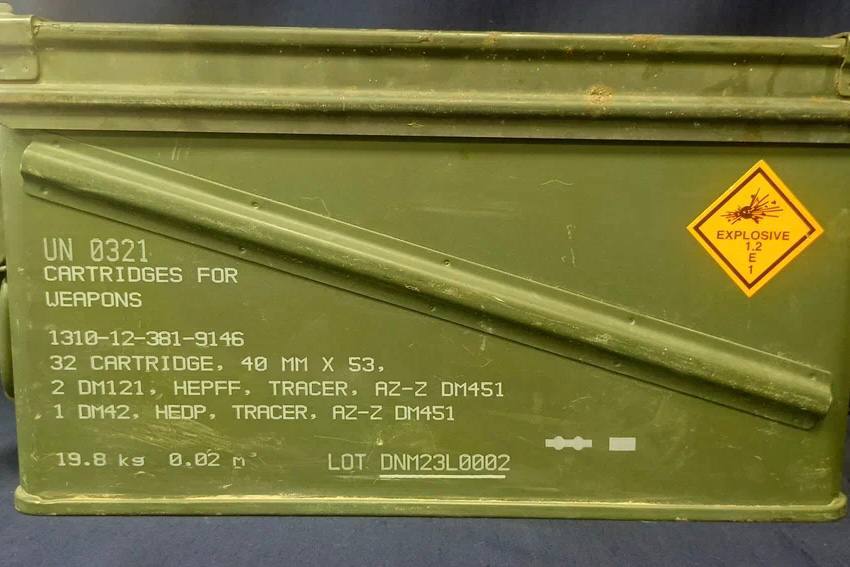 UN 0321
CARTRIDGES FOR
WEAPONS
1310-12-381-9146
32 CARTRIDGE, 40 MM X 53,
2 DM121, HEPFF, TRACER, AZ-Z DM451
1 DM42, HEDP, TRACER, AZ-Z DM451
19.8 kg 0.02 m³
LOT DNM23L0002
EXPLOSIVE
1.2
E
1